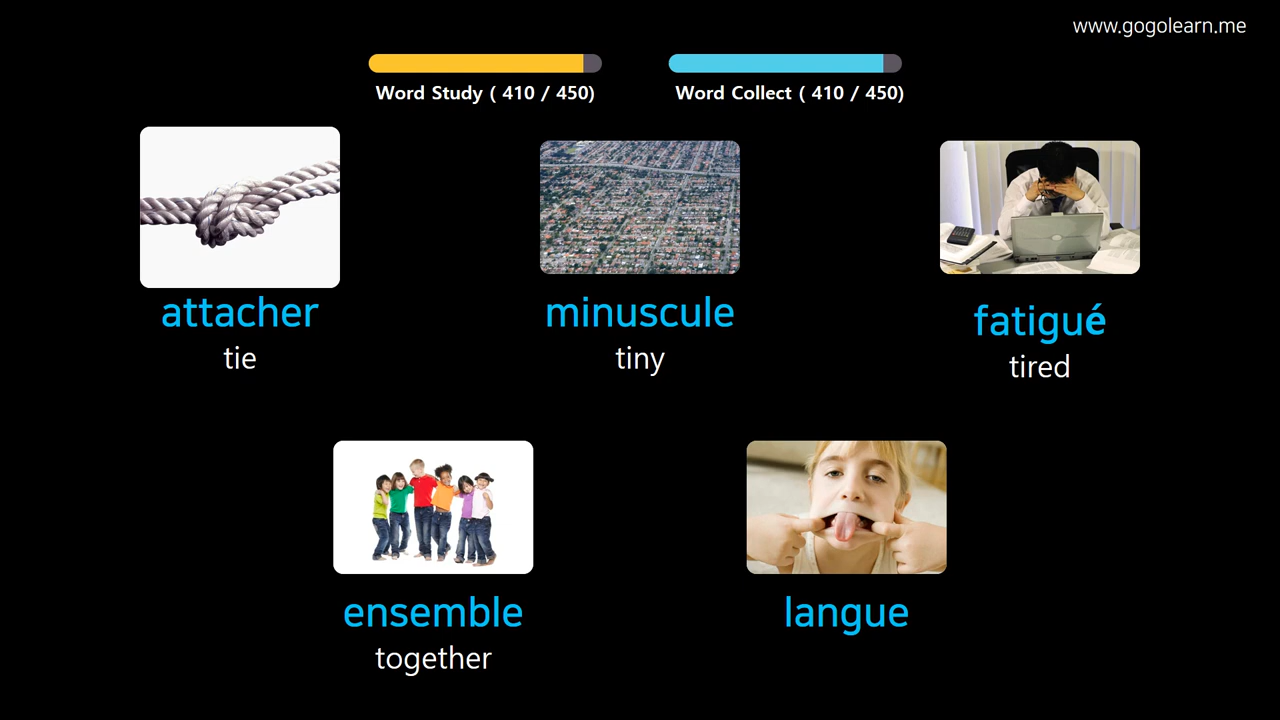 www.gogolearn.me
Word Study ( 410 / 450)
Word Collect ( 410 / 450)
attacher
tie
minuscule
tiny
fatigué
tired
ensemble
together
langue